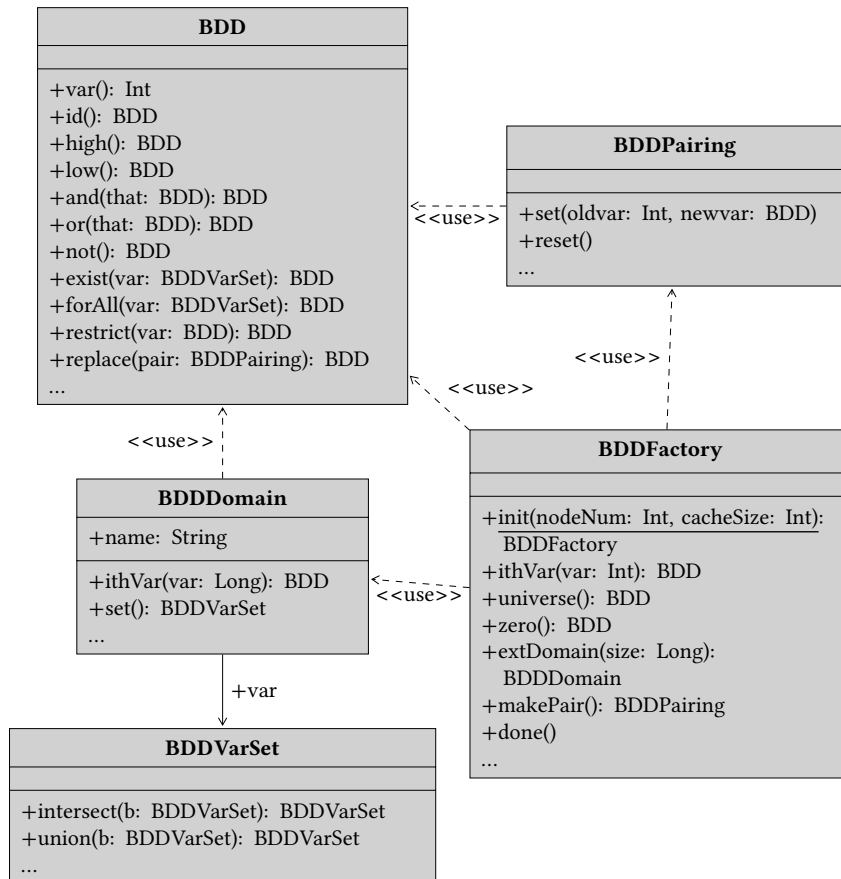 BDD
+var(): Int
+id(): BDD
+high(): BDD
+low(): BDD
+and(that: BDD): BDD
+or(that: BDD): BDD
+not(): BDD
+exist(var: BDDVarSet): BDD
+forAll(var: BDDVarSet): BDD
+restrict(var: BDD): BDD
+replace(pair: BDDPairing): BDD
...
BDDPairing
+set(oldvar: Int, newvar: BDD)
+reset()
...
<<use>>
<<use>>
<<use>>
<<use>>
BDDDomain
+name: String
+ithVar(var: Long): BDD
+set(): BDDVarSet
...
<<use>>
BDDFactory
+init(nodeNum: Int, cacheSize: Int):
BDDFactory
+ithVar(var: Int): BDD
+universe(): BDD
+zero(): BDD
+extDomain(size: Long):
BDDDomain
+makePair(): BDDPairing
+done()
...
+var
BDDVarSet
+intersect(b: BDDVarSet): BDDVarSet
+union(b: BDDVarSet): BDDVarSet
...